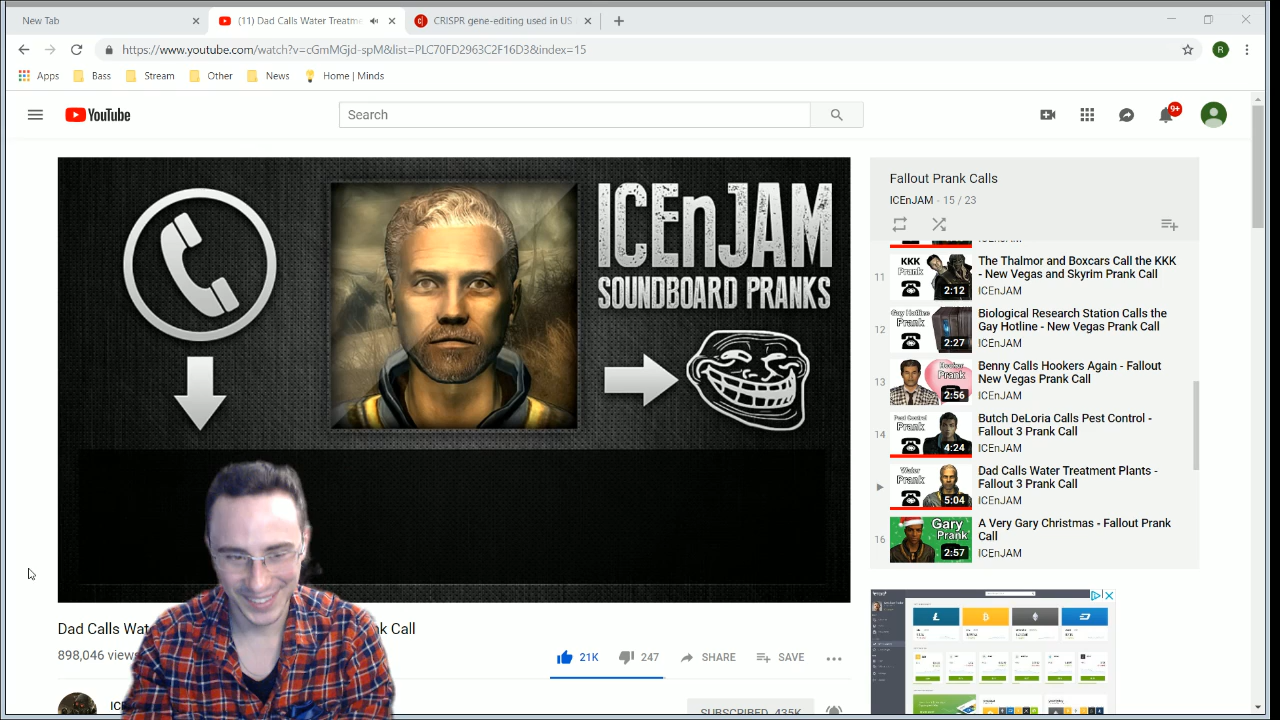 New Tab
(11) Dad Calls Water Treatme
CRISPR gene-editing used in US
https://www.youtube.com/watch?v=cGmMGjd-spM&list=PLC70FD2963C2F16D3&index=15
R
Apps
Bass
Stream
Other
News
Home | Minds
YouTube
Search
9+
ICEnJAM
SOUNDBOARD PRANKS
Fallout Prank Calls
ICEnJAM - 15 / 23
ICEnJAM
11
KKK
Prank
2:12
The Thalmor and Boxcars Call the KKK
- New Vegas and Skyrim Prank Call
ICEnJAM
12
Gay Hotline
Prank
2:27
Biological Research Station Calls the
Gay Hotline - New Vegas Prank Call
ICEnJAM
13
Hooker
Prank
2:56
Benny Calls Hookers Again - Fallout
New Vegas Prank Call
ICEnJAM
14
Pest Control
Prank
4:24
Butch DeLoria Calls Pest Control -
Fallout 3 Prank Call
ICEnJAM
Water
Prank
5:04
Dad Calls Water Treatment Plants -
Fallout 3 Prank Call
ICEnJAM
16
Gary
Prank
2:57
A Very Gary Christmas - Fallout Prank
Call
ICEnJAM
Dad Calls Wat
Call
898,049 view
21K
SHARE
SUBSCRIBED 433K